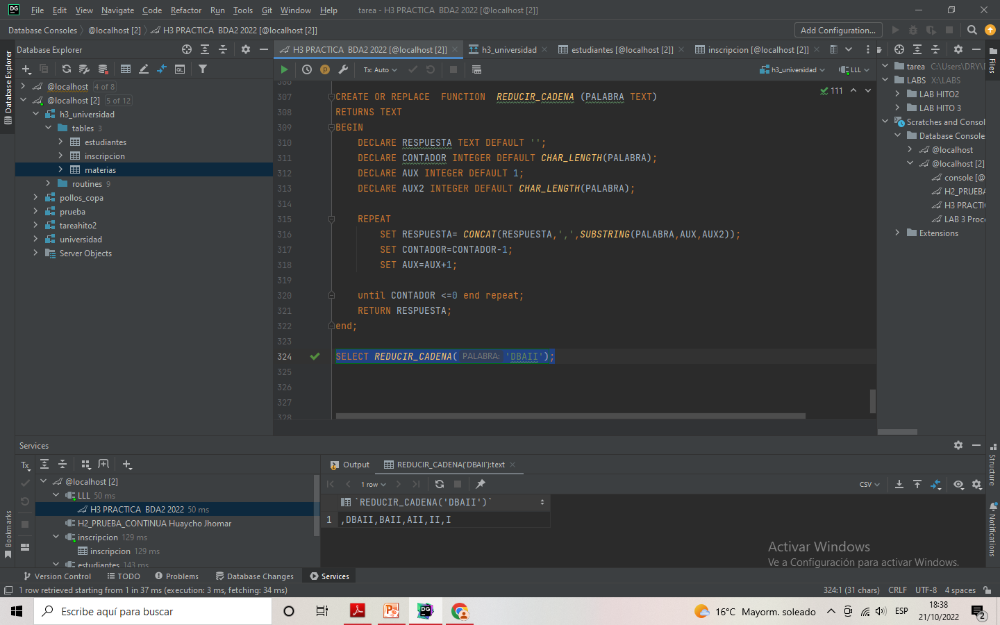 DG File Edit View Navigate Code Refactor Run Tools Git Window Help tarea - H3 PRACTICA BDA2 2022 [@localhost [2]]
Database Consoles @localhost [2] H3 PRACTICA BDA2 2022 [@localhost [2]] Add Configuration...
Database Explorer
H3 PRACTICA BDA2 2022 [@localhost [2]] h3_universidad estudiantes [@localhost [2]] inscripcion [@localhost [2]]
Tx: Auto h3_universidad LLL
Database Explorer
@localhost 4 of 8
@localhost [2] 5 of 12
h3_universidad
tables 3
estudiantes
inscripcion
materias
routines 9
pollos_copa
prueba
tareahito2
universidad
Server Objects
111
306
307 CREATE OR REPLACE FUNCTION REDUCIR_CADENA (PALABRA TEXT)
308 RETURNS TEXT
309 BEGIN
310 DECLARE RESPUESTA TEXT DEFAULT '';
311 DECLARE CONTADOR INTEGER DEFAULT CHAR_LENGTH(PALABRA);
312 DECLARE AUX INTEGER DEFAULT 1;
313 DECLARE AUX2 INTEGER DEFAULT CHAR_LENGTH(PALABRA);
314
315 REPEAT
316 SET RESPUESTA= CONCAT(RESPUESTA,',',SUBSTRING(PALABRA,AUX,AUX2));
317 SET CONTADOR=CONTADOR-1;
318 SET AUX=AUX+1;
319
320 until CONTADOR <=0 end repeat;
321 RETURN RESPUESTA;
322 end;
323
324 SELECT REDUCIR_CADENA( PALABRA: 'DBAII');
325
326
327
328
tarea C:\Users\DRY\
LABS X:\LABS
LAB HITO2
LAB HITO 3
Scratches and Consol
Database Console
@localhost
@localhost [2]
console [@
H2_PRUEBA
H3 PRACTI
LAB 3 Proc
Extensions
Files
Structure
Notifications
Bookmarks
Services
Tx
@localhost [2]
LLL 50 ms
H3 PRACTICA BDA2 2022 50 ms
H2_PRUEBA_CONTINUA Huaycho Jhomar
inscripcion 129 ms
inscripcion 129 ms
estudiantes 143 ms
Output REDUCIR_CADENA('DBAII'):text
1 row CSV
`REDUCIR_CADENA('DBAII')`
1 ,DBAII,BAII,AII,II,I
Activar Windows
Ve a Configuración para activar Windows.
Version Control TODO Problems Database Changes Services
1 row retrieved starting from 1 in 37 ms (execution: 3 ms, fetching: 34 ms) 324:1 (31 chars) CRLF UTF-8 4 spaces
Escribe aquí para buscar DG 16°C Mayorm. soleado ESP 18:38
21/10/2022 2